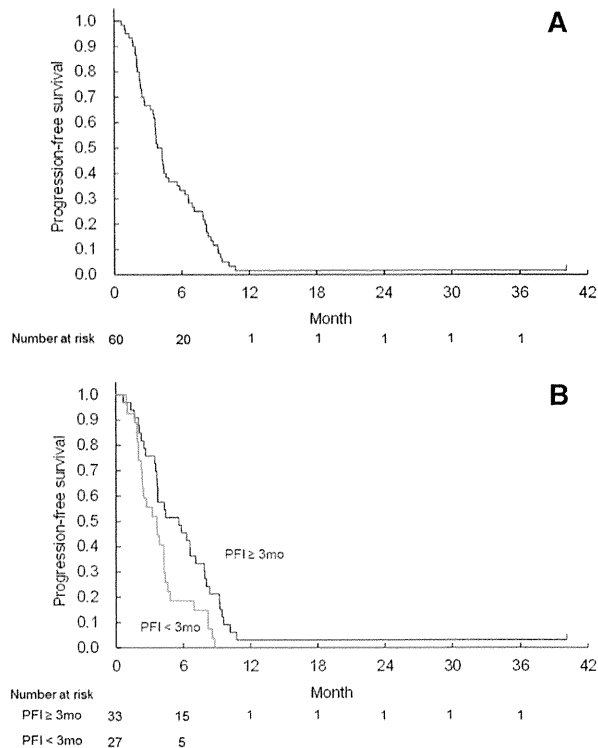 A
Progression-free survival
1.0
0.9
0.8
0.7
0.6
0.5
0.4
0.3
0.2
0.1
0.0
0 6 12 18 24 30 36 42
Month
Number at risk 60 20 1 1 1 1 1
B
Progression-free survival
1.0
0.9
0.8
0.7
0.6
0.5
0.4
0.3
0.2
0.1
0.0
PFI ≥ 3mo
PFI < 3mo
0 6 12 18 24 30 36 42
Month
Number at risk
PFI ≥ 3mo 33 15 1 1 1 1 1
PFI < 3mo 27 5